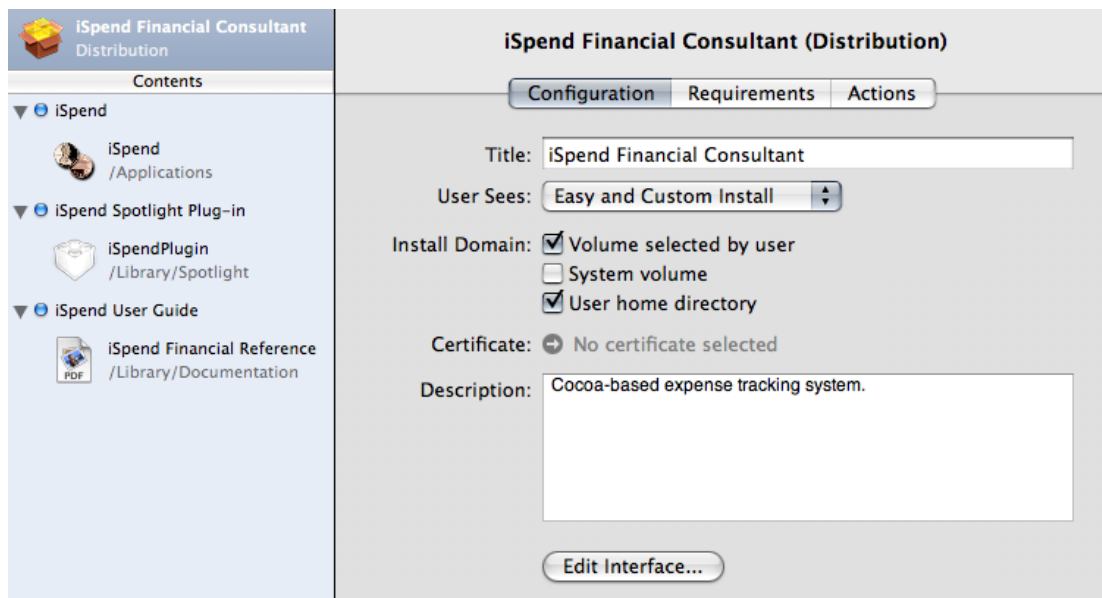 iSpend Financial Consultant
Distribution
Contents
iSpend
iSpend
/Applications
iSpend Spotlight Plug-in
iSpendPlugin
/Library/Spotlight
iSpend User Guide
iSpend Financial Reference
/Library/Documentation
PDF
iSpend Financial Consultant (Distribution)
Configuration Requirements Actions
Title: iSpend Financial Consultant
User Sees: Easy and Custom Install
Install Domain: Volume selected by user
System volume
User home directory
Certificate: No certificate selected
Description: Cocoa-based expense tracking system.
Edit Interface...